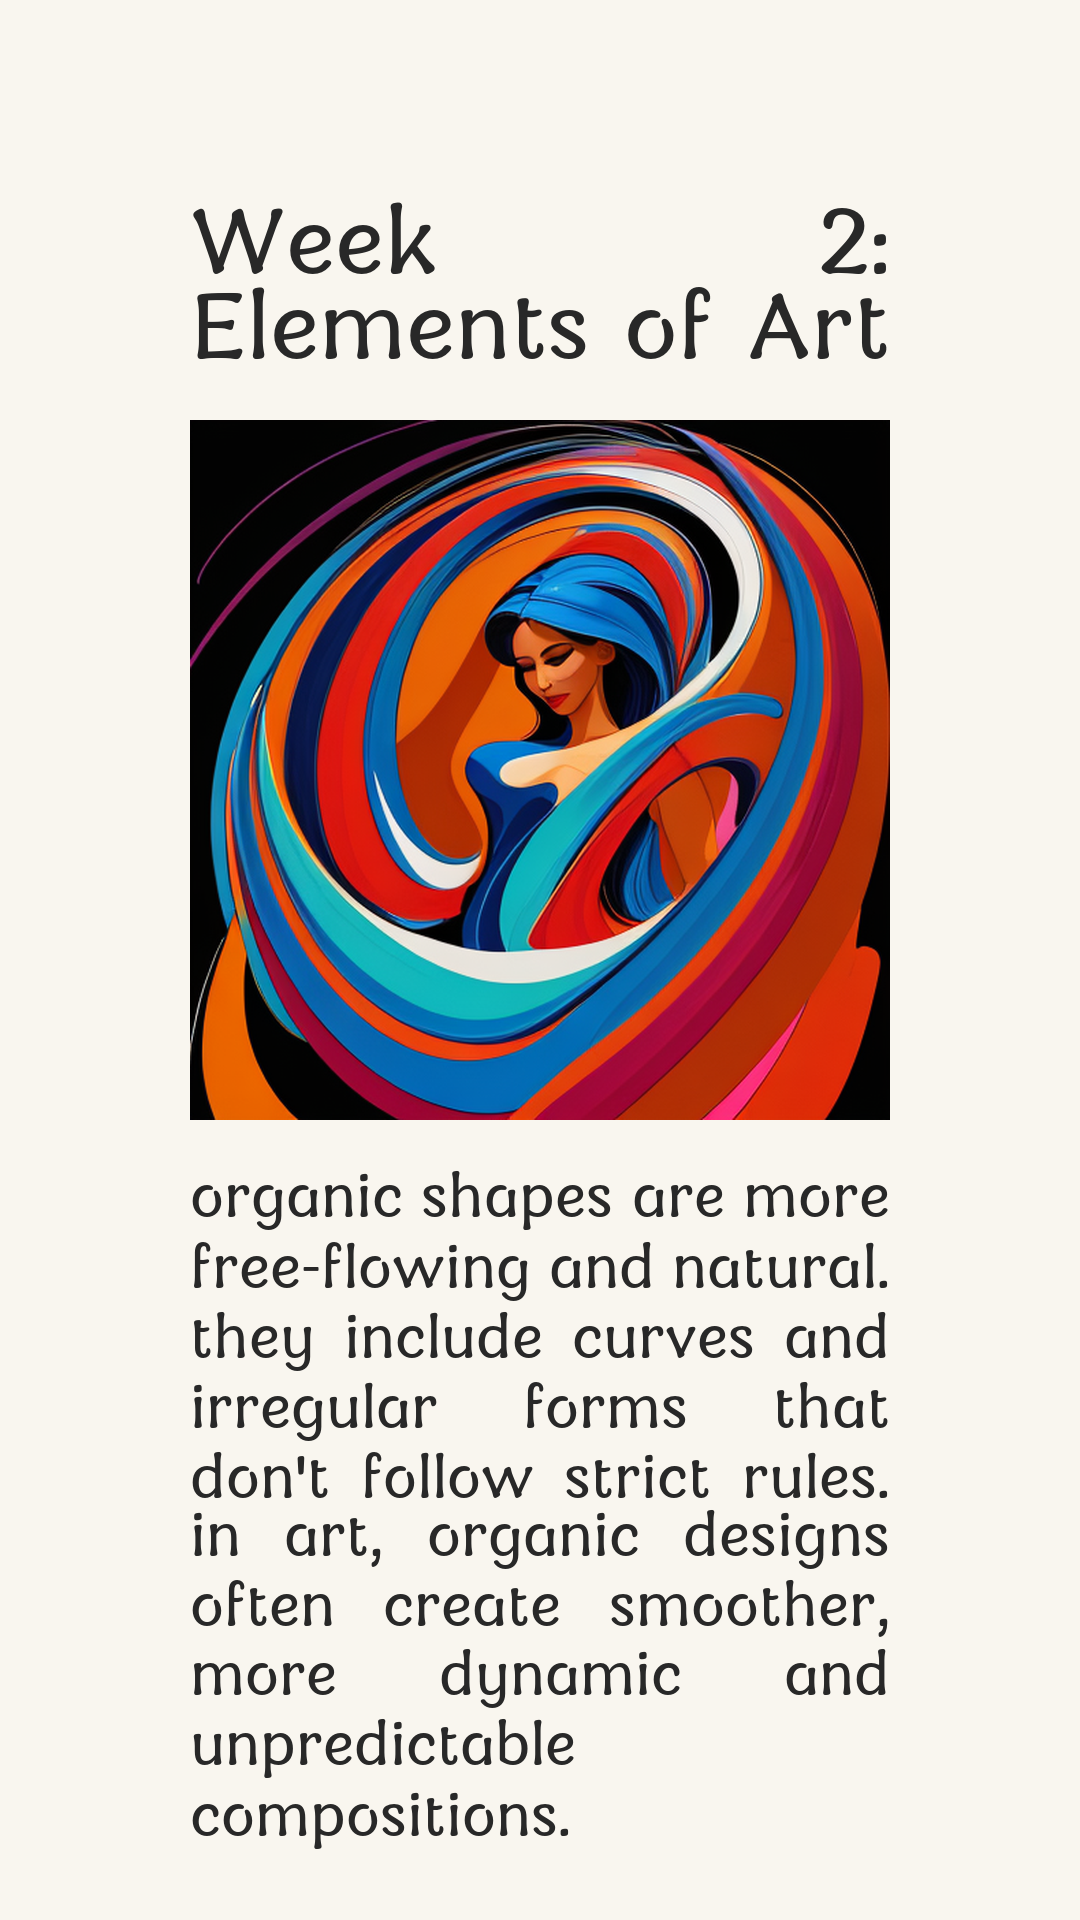 Week 2:
Elements of Art
organic shapes are more
free-flowing and natural.
they include curves and
irregular forms that
don't follow strict rules.
in art, organic designs
often create smoother,
more dynamic and
unpredictable
compositions.